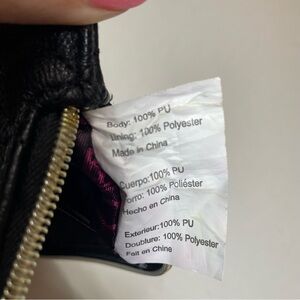 Body: 100% PU
Lining: 100% Polyester
Made in China
Cuerpo:100% PU
Forro: 100% Poliéster
Hecho en China
Exterieur:100% PU
Doublure: 100% Polyester
Fait en Chine